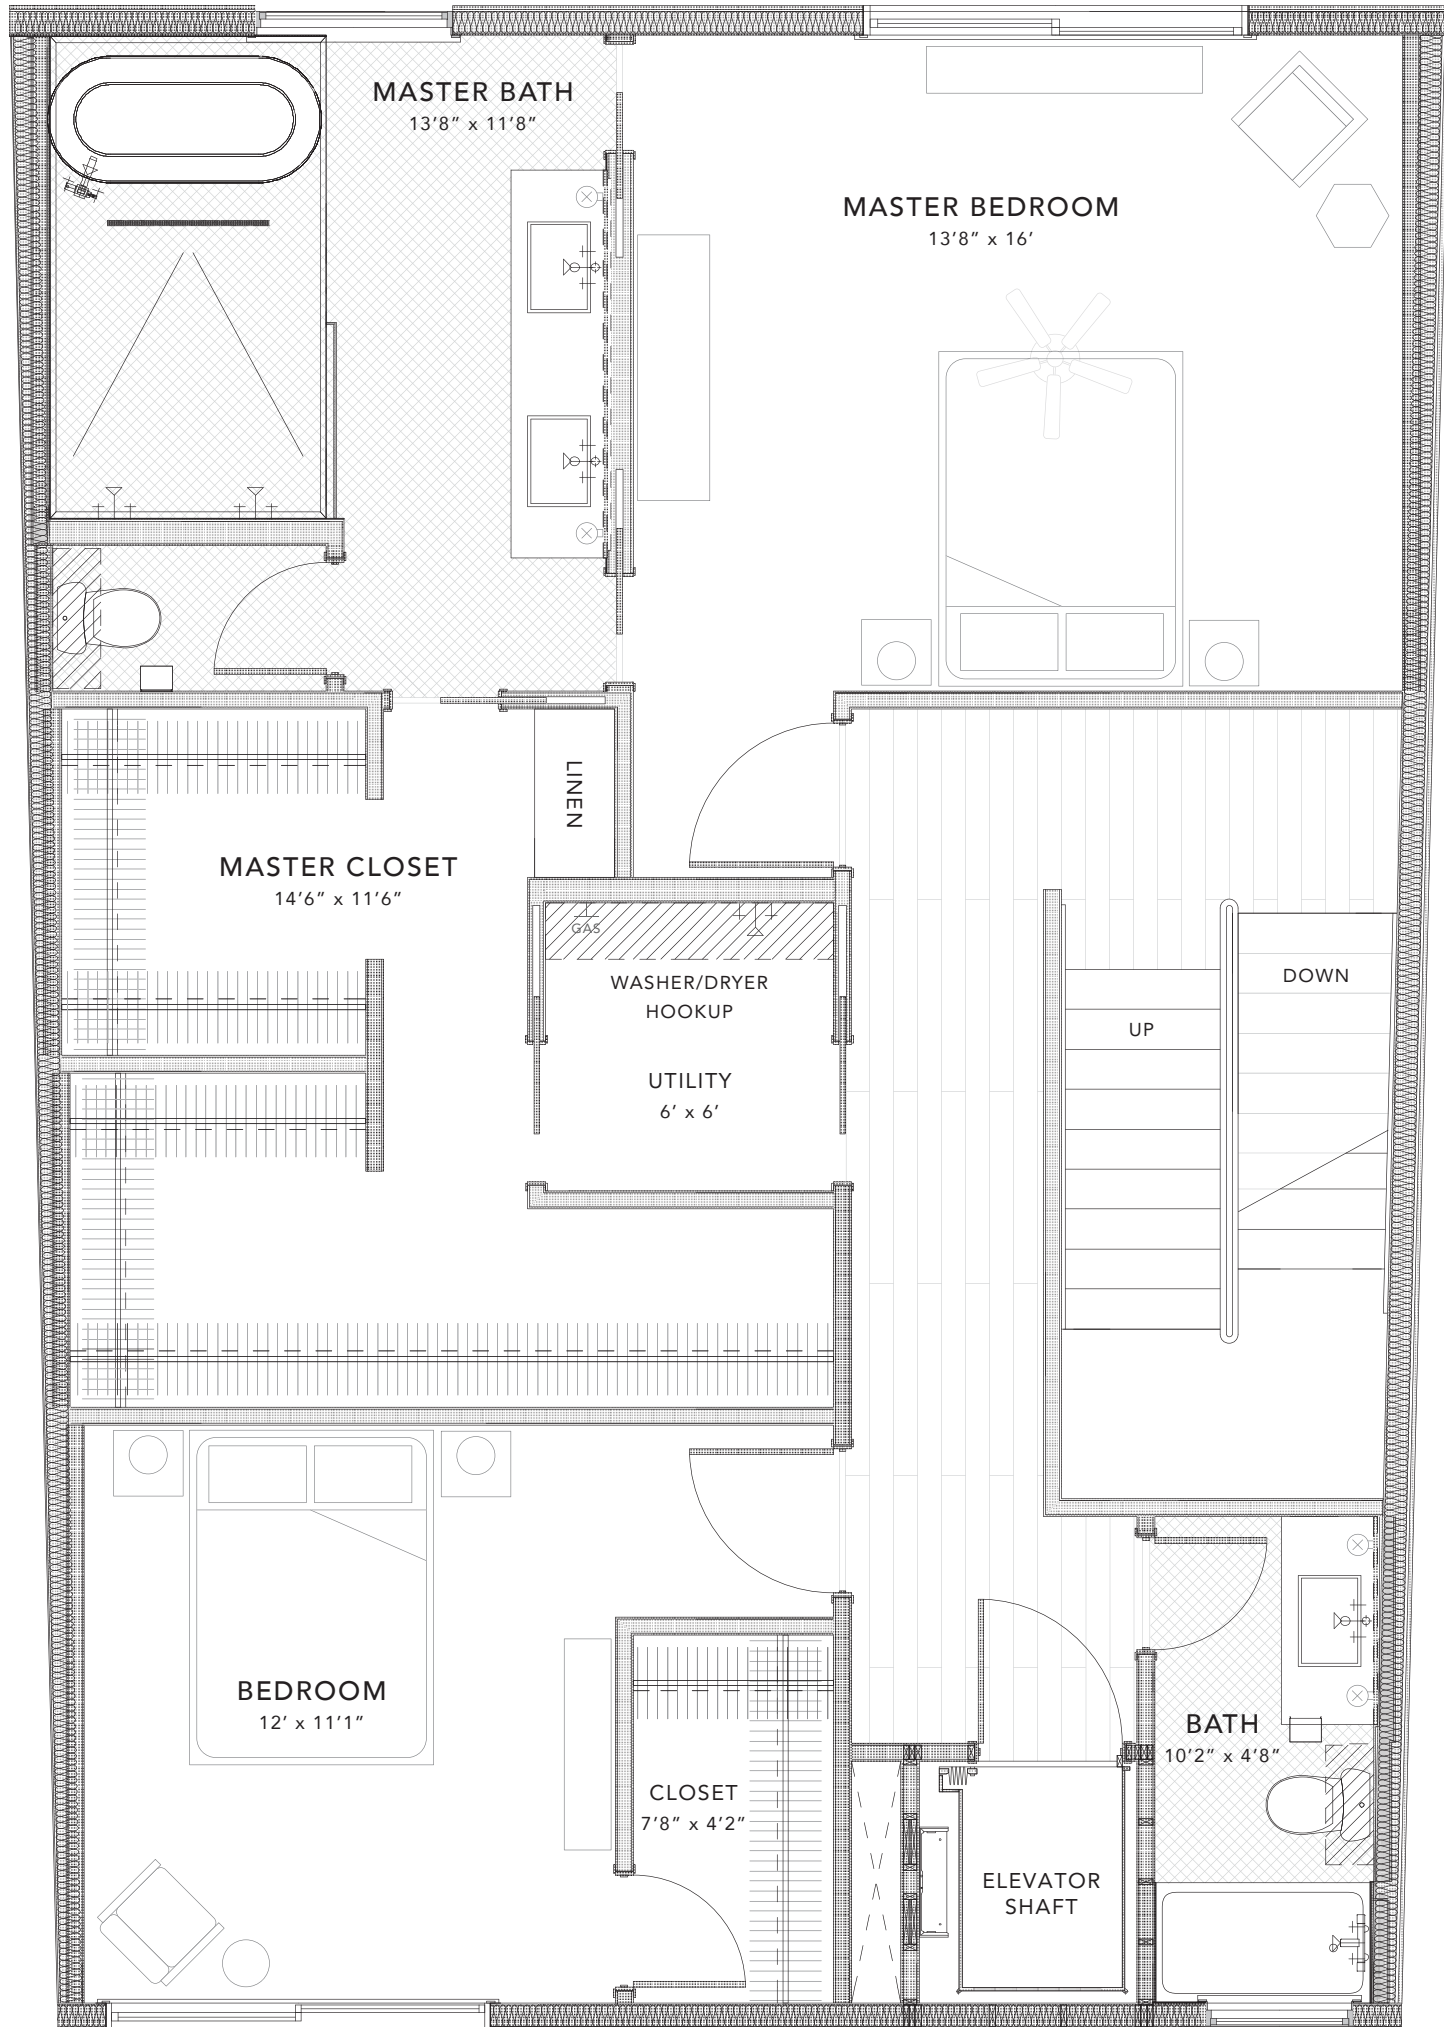 MASTER BATH
13'8" x 11'8"
MASTER BEDROOM
13'8" x 16'
LINEN
MASTER CLOSET
14'6" x 11'6"
GAS
WASHER/DRYER
HOOKUP
UTILITY
6' x 6'
DOWN
UP
BEDROOM
12' x 11'1"
BATH
10'2" x 4'8"
CLOSET
7'8" x 4'2"
ELEVATOR
SHAFT